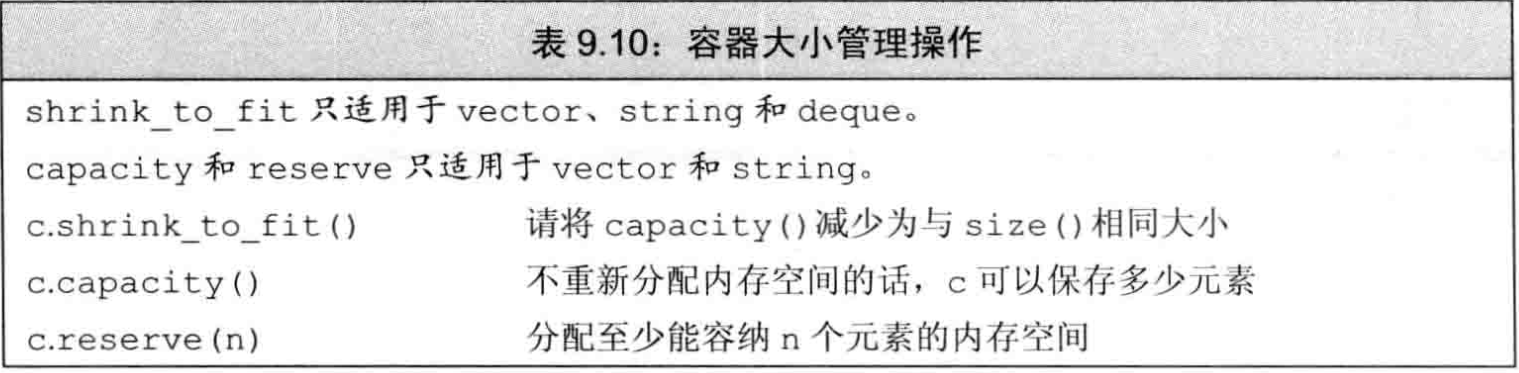 表 9.10：容器大小管理操作
shrink_to_fit 只适用于 vector、string 和 deque。
capacity 和 reserve 只适用于 vector 和 string。
c.shrink_to_fit() 请将 capacity()减少为与 size()相同大小
c.capacity() 不重新分配内存空间的话，c 可以保存多少元素
c.reserve(n) 分配至少能容纳 n 个元素的内存空间